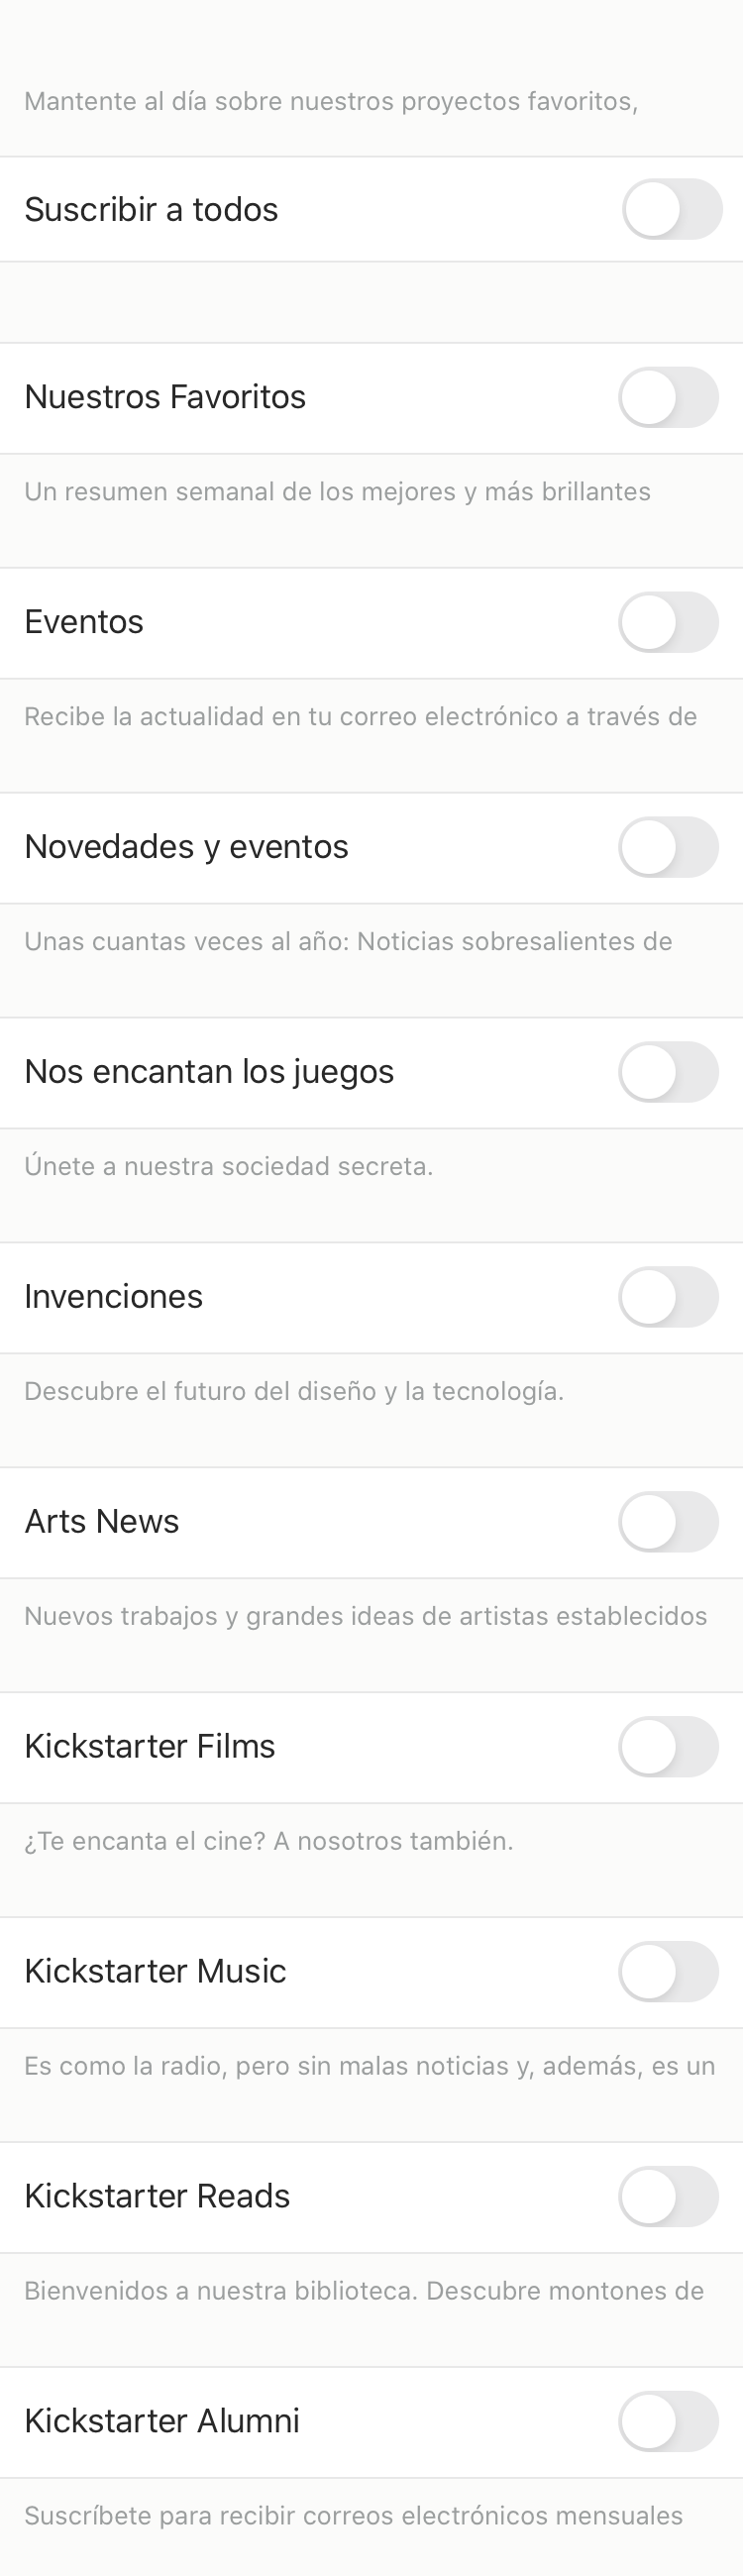 Mantente al día sobre nuestros proyectos favoritos,
Suscribir a todos
Nuestros Favoritos
Un resumen semanal de los mejores y más brillantes
Eventos
Recibe la actualidad en tu correo electrónico a través de
Novedades y eventos
Unas cuantas veces al año: Noticias sobresalientes de
Nos encantan los juegos
Únete a nuestra sociedad secreta.
Invenciones
Descubre el futuro del diseño y la tecnología.
Arts News
Nuevos trabajos y grandes ideas de artistas establecidos
Kickstarter Films
¿Te encanta el cine? A nosotros también.
Kickstarter Music
Es como la radio, pero sin malas noticias y, además, es un
Kickstarter Reads
Bienvenidos a nuestra biblioteca. Descubre montones de
Kickstarter Alumni
Suscríbete para recibir correos electrónicos mensuales